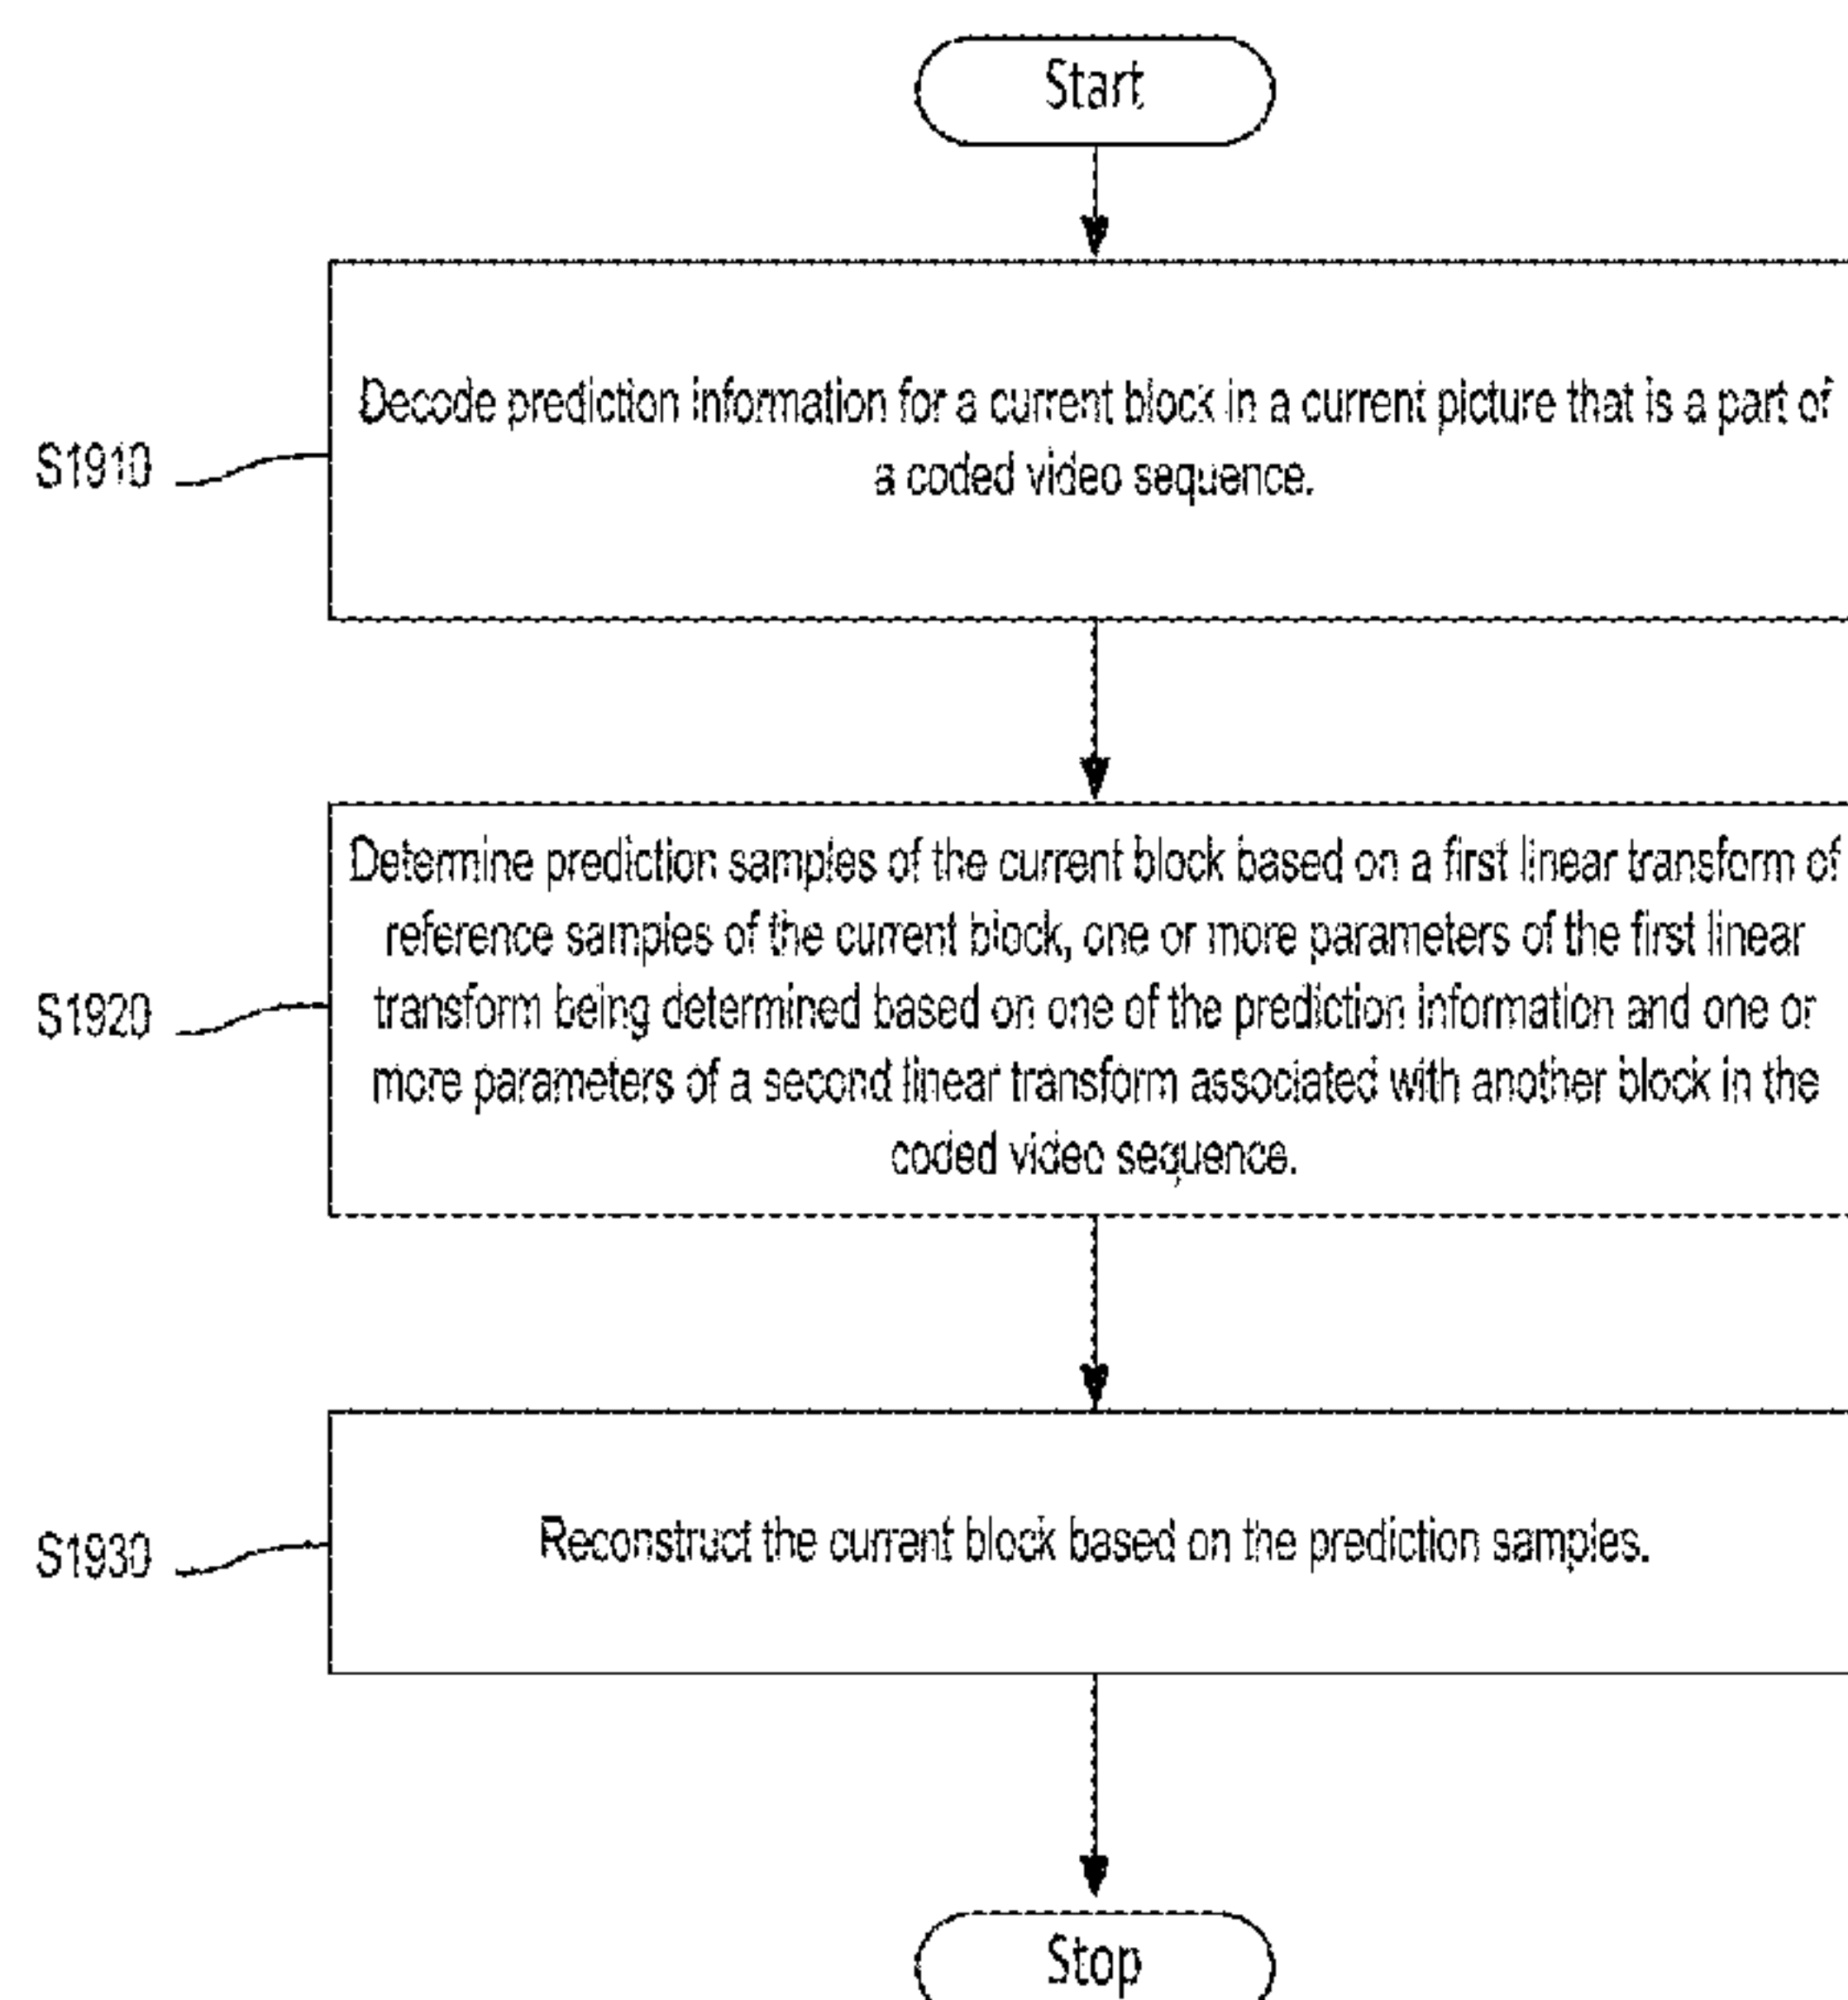 Start
Decode prediction information for a current block in a current picture that is a part of
a coded video sequence.
S1910
Determine prediction samples of the current block based on a first linear transform of
reference samples of the current block, one or more parameters of the first linear
transform being determined based on one of the prediction information and one or
more parameters of a second linear transform associated with another block in the
coded video sequence.
S1920
Reconstruct the current block based on the prediction samples.
S1930
Stop